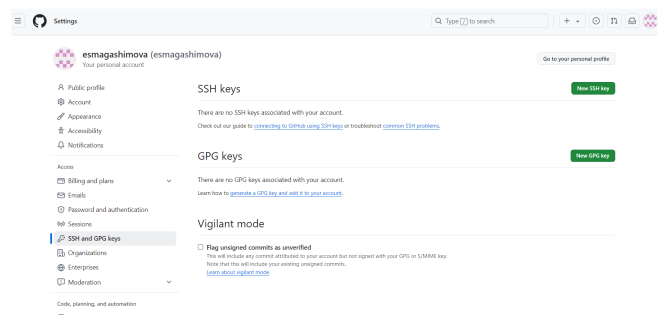 Settings
Type / to search
esmagashimova (esmagashimova)
Your personal account
Go to your personal profile
Public profile
Account
Appearance
Accessibility
Notifications
Access
Billing and plans
Emails
Password and authentication
Sessions
SSH and GPG keys
Organizations
Enterprises
Moderation
Code, planning, and automation
SSH keys
New SSH key
There are no SSH keys associated with your account.
Check out our guide to connecting to GitHub using SSH keys or troubleshoot common SSH problems.
GPG keys
New GPG key
There are no GPG keys associated with your account.
Learn how to generate a GPG key and add it to your account.
Vigilant mode
Flag unsigned commits as unverified
This will include any commit attributed to your account but not signed with your GPG or S/MIME key.
Note that this will include your existing unsigned commits.
Learn about vigilant mode.